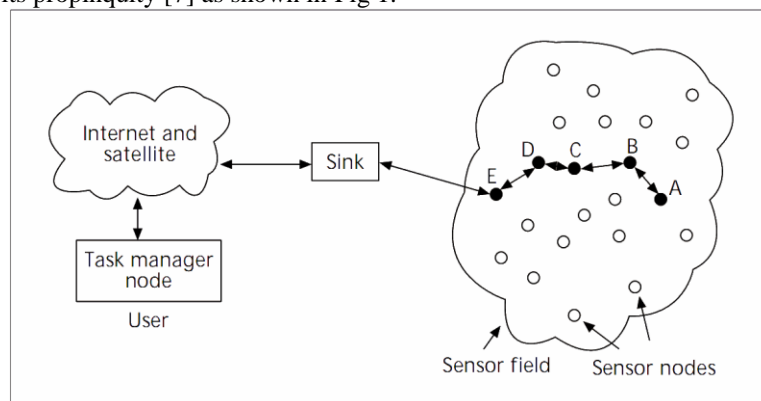 its propinquity [7] as shown in Fig 1.
Internet and
satellite
Sink
D
C
B
E
A
Task manager
node
User
Sensor field
Sensor nodes